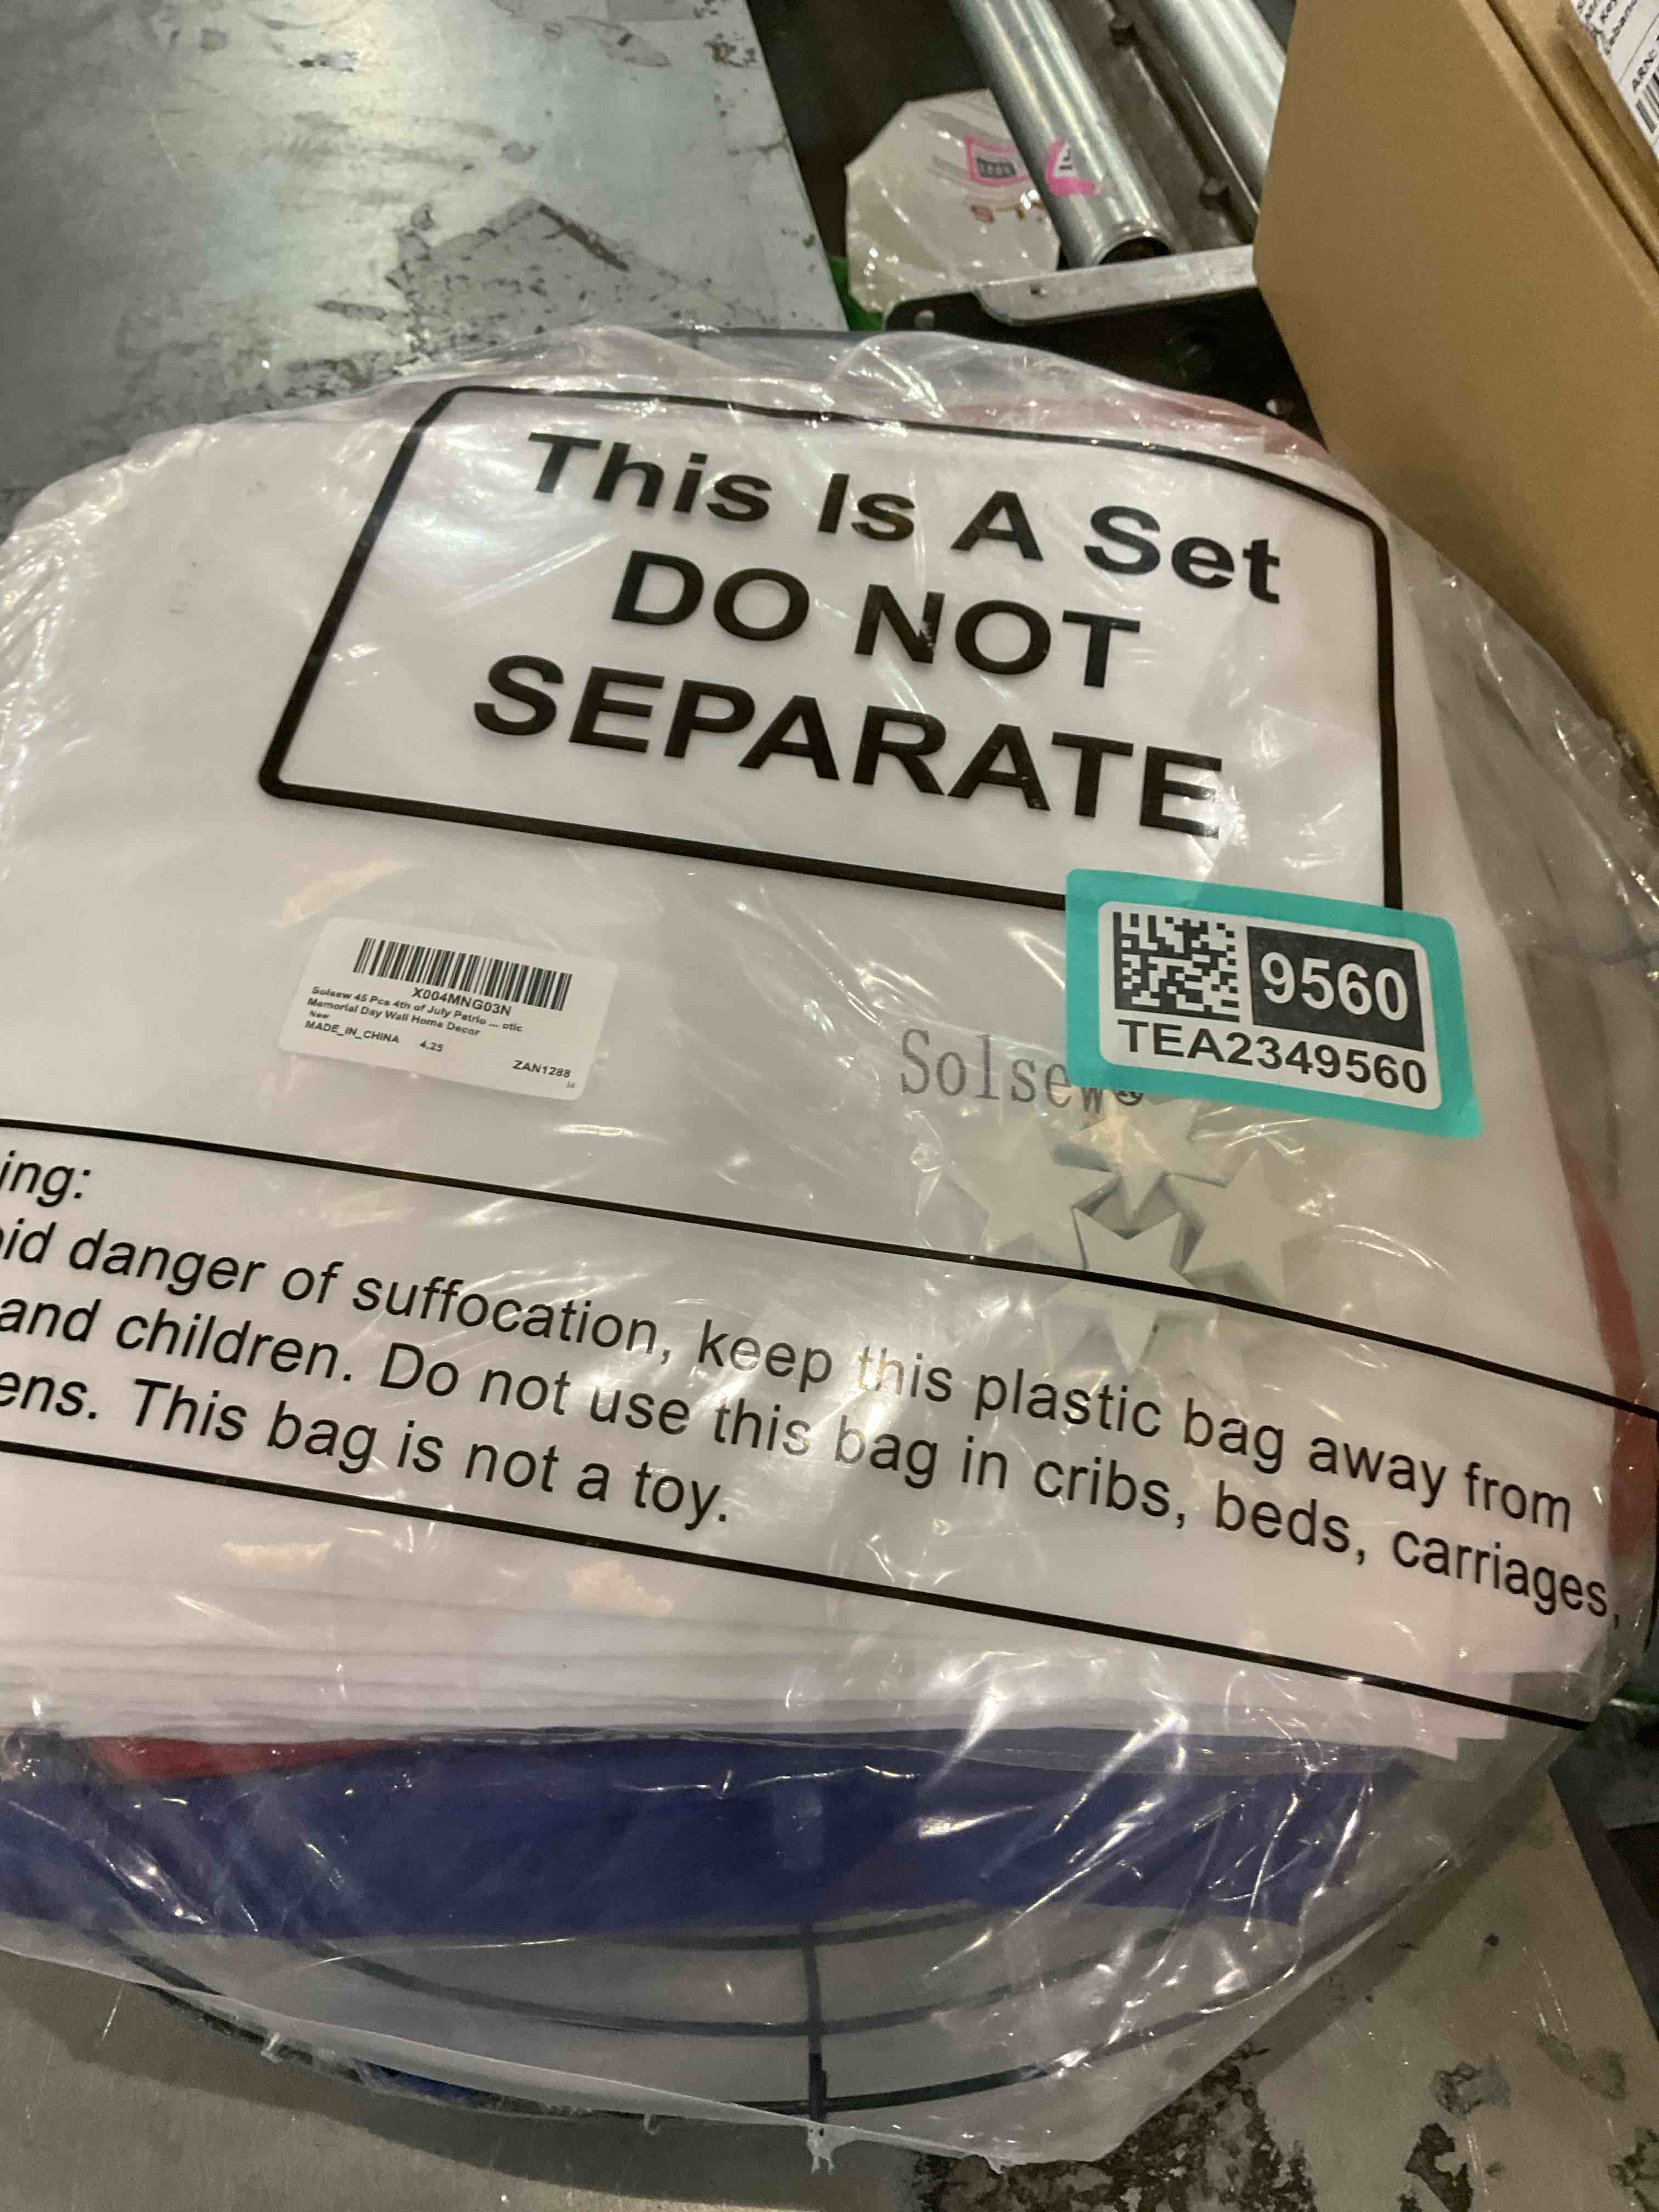 This Is A Set
DO NOT
SEPARATE
9560
TEA2349560
X004MNG03N
Solsew 45 Pcs 4th of July Patrio ... otic
Memorial Day Wall Home Decor
New
MADE_IN_CHINA 4.25
ZAN1288
16
Solsew®
ing:
oid danger of suffocation, keep this plastic bag away from
and children. Do not use this bag in cribs, beds, carriages,
ens. This bag is not a toy.